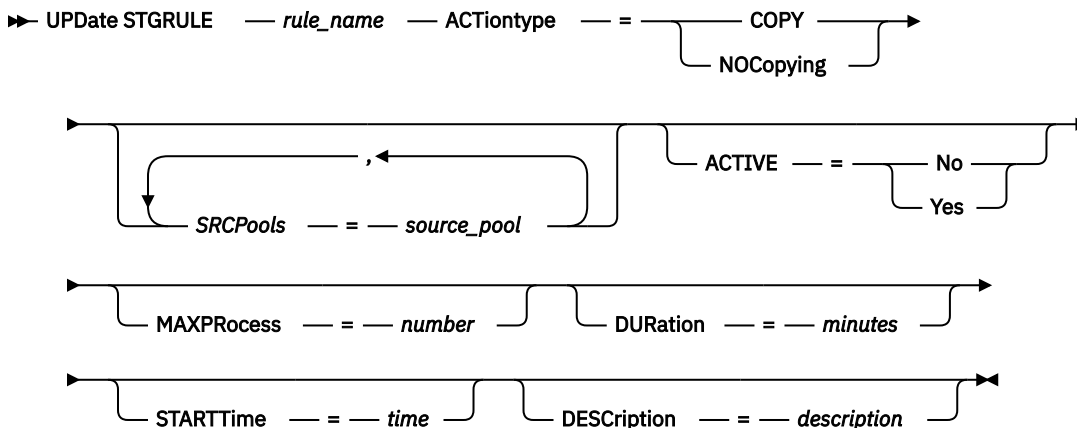 UPDate STGRULE rule_name ACTiontype = COPY
NOCopying
,
SRCPools = source_pool
ACTIVE = No
Yes
MAXPRocess = number DURation = minutes
STARTTime = time DESCription = description